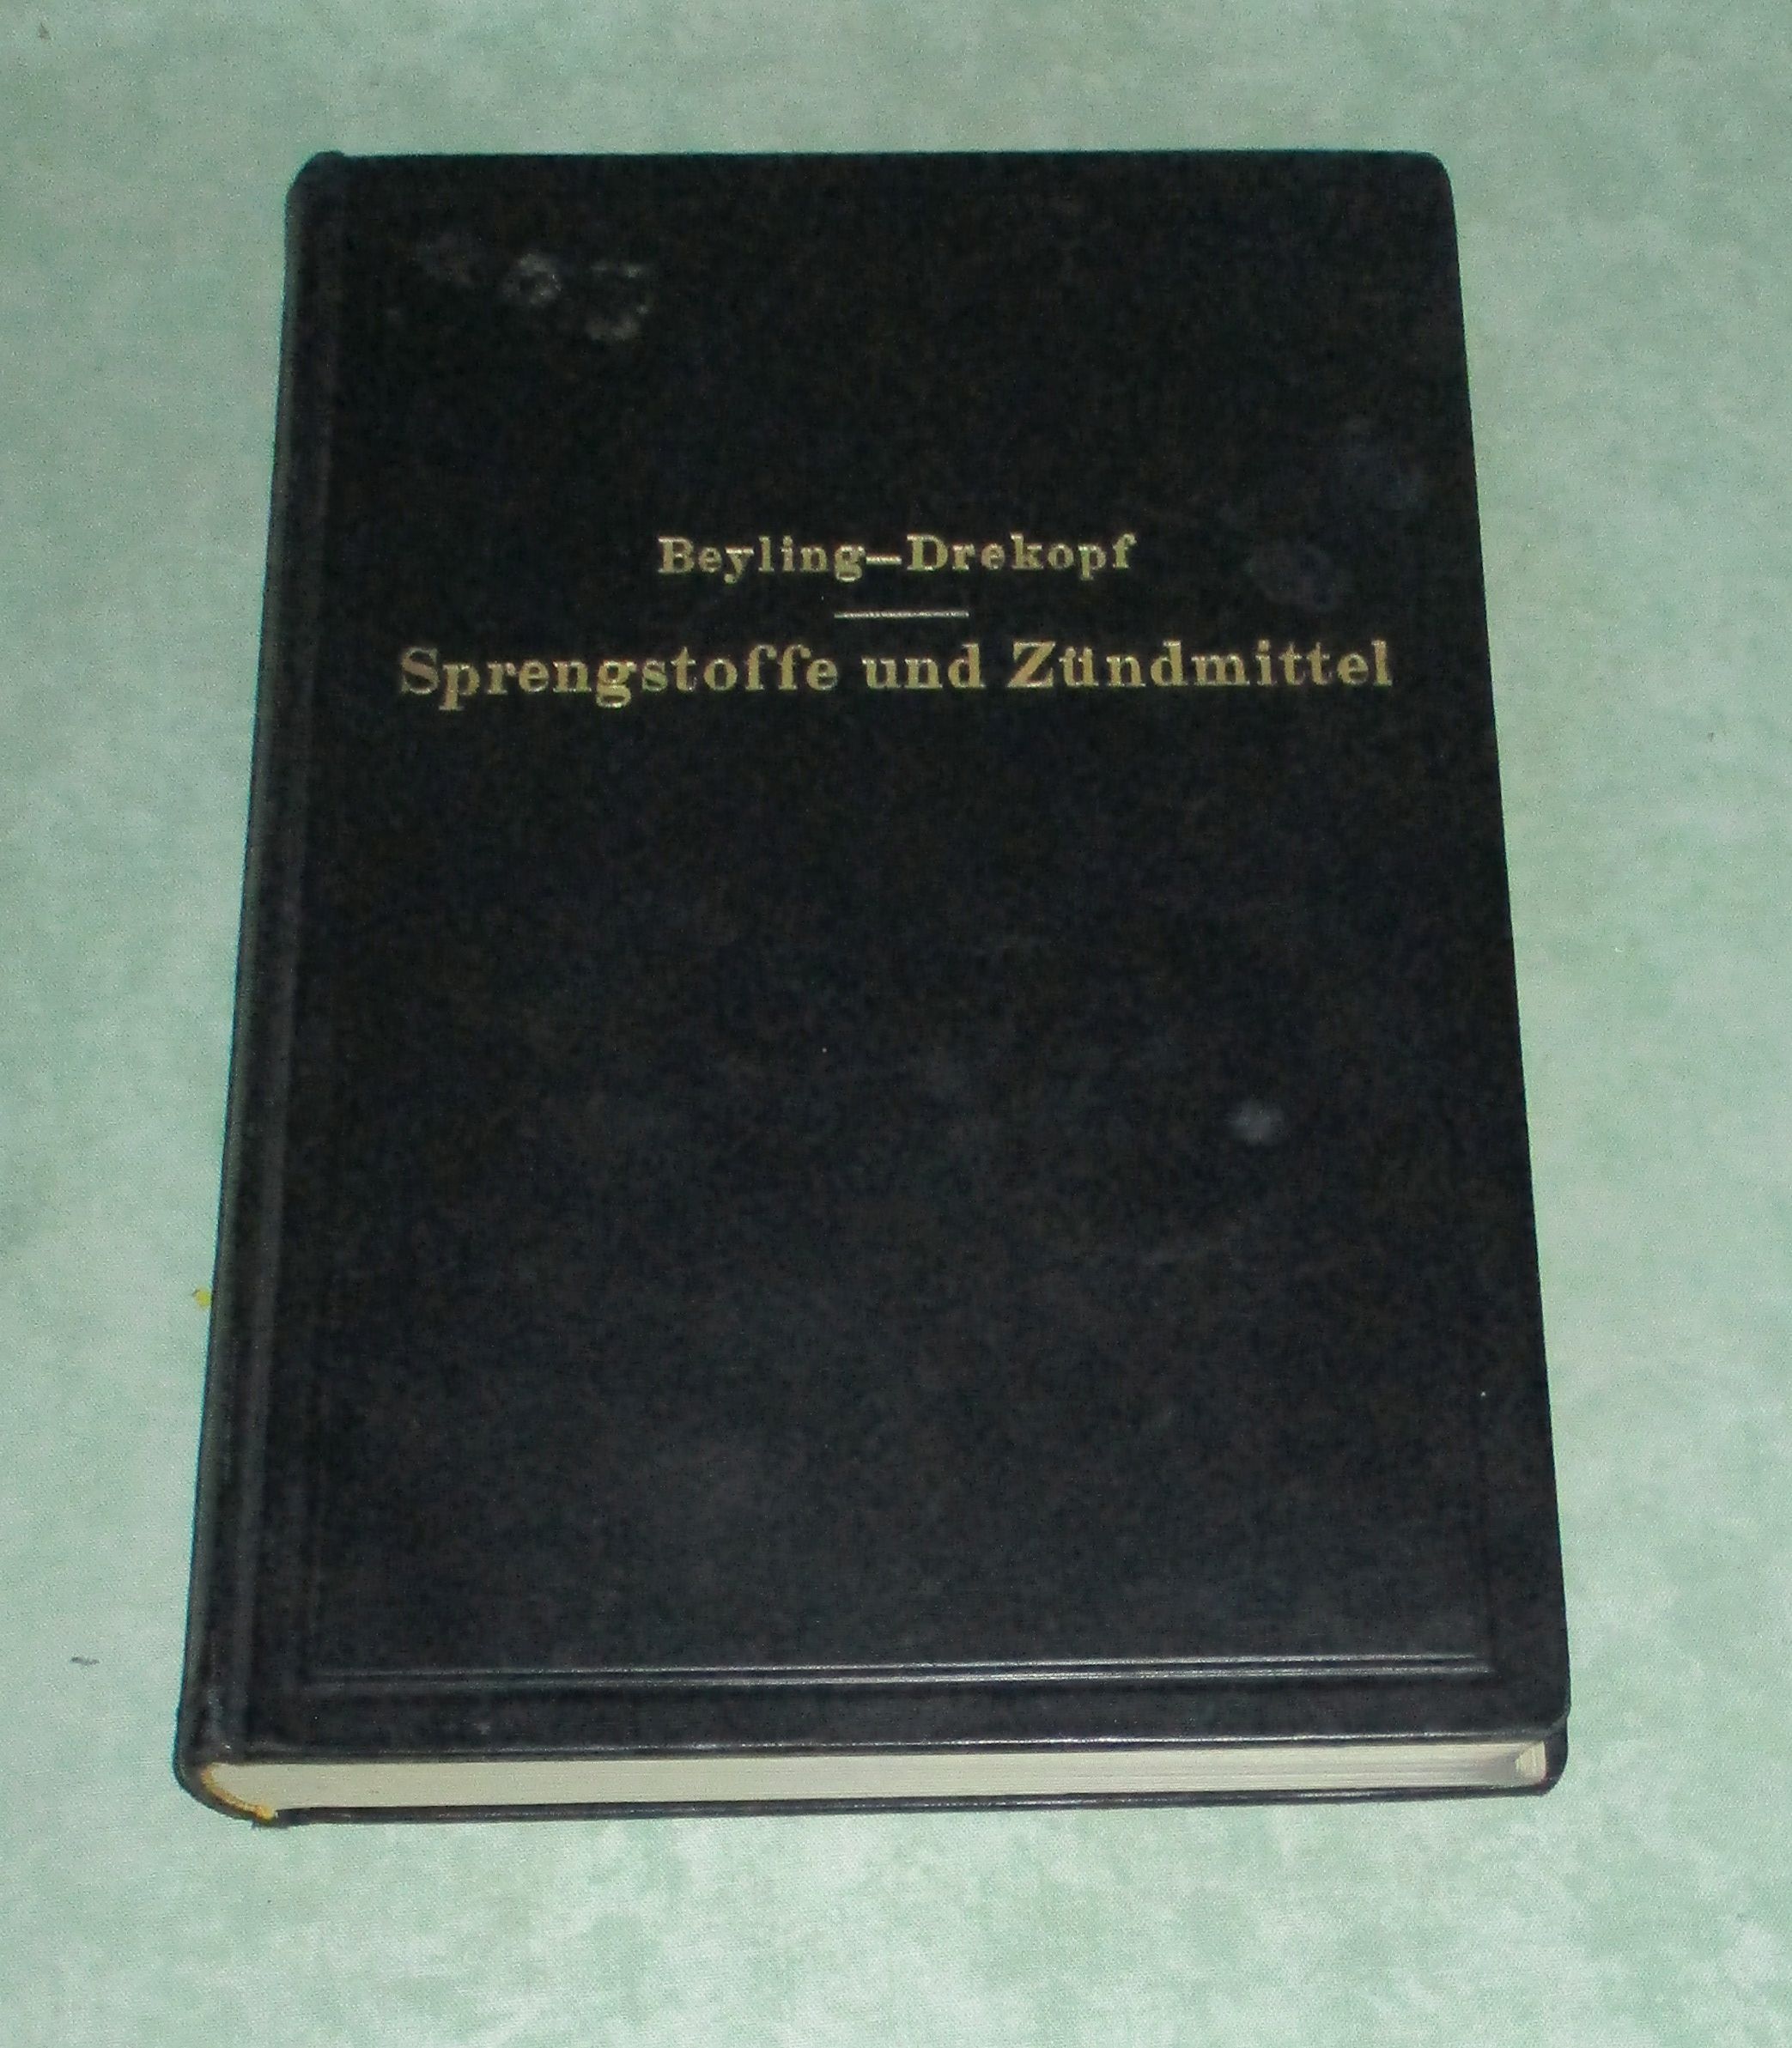 Beyling—Drekopf
Sprengstoffe und Zündmittel